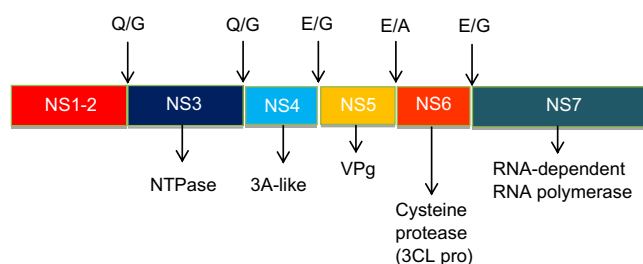 Q/G Q/G E/G E/A E/G
NS1-2 NS3 NS4 NS5 NS6 NS7
NTPase
3A-like
VPg
Cysteine
protease
(3CL pro)
RNA-dependent
RNA polymerase